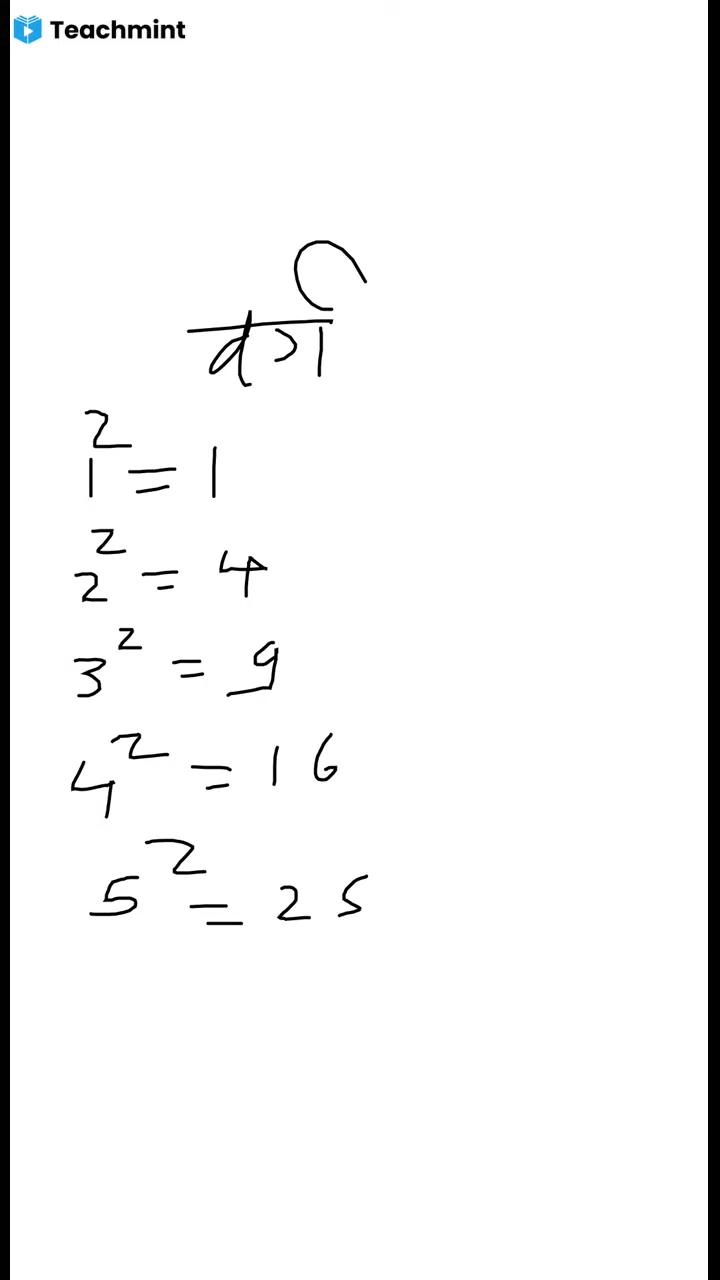 Teachmint
वर्ग
1² = 1
2² = 4
3² = 9
4² = 16
5² = 25